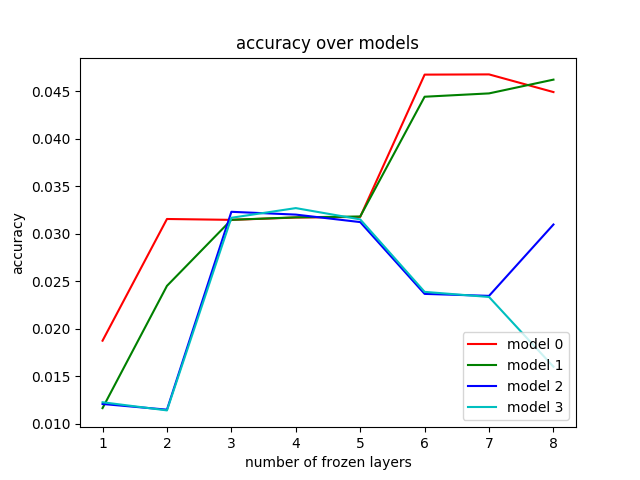 accuracy over models
accuracy
0.045
0.040
0.035
0.030
0.025
0.020
0.015
0.010
1 2 3 4 5 6 7 8
number of frozen layers
model 0
model 1
model 2
model 3